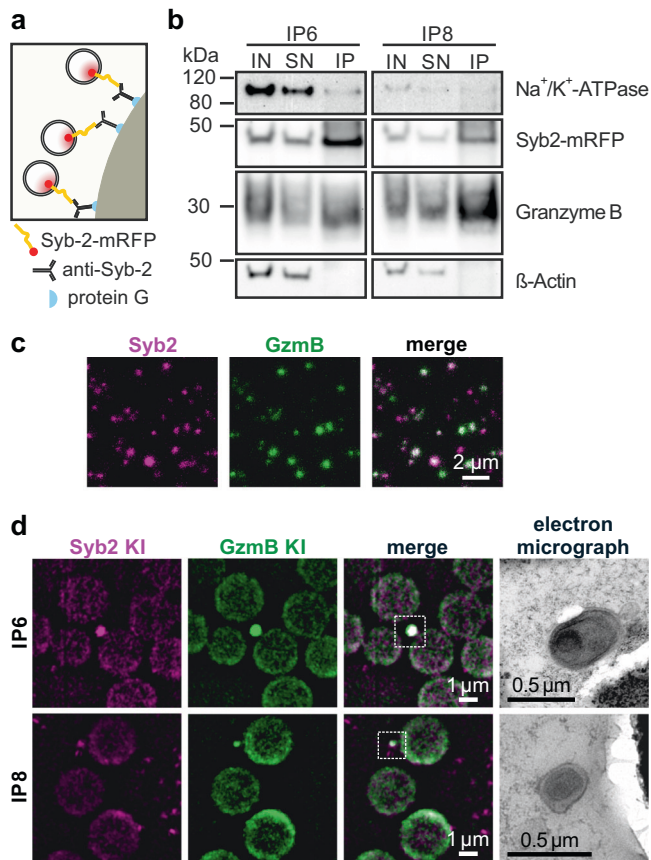 a
Syb-2-mRFP
anti-Syb-2
protein G
b
IP6 IP8
kDa IN SN IP IN SN IP
120
80
Na⁺/K⁺-ATPase
50
Syb2-mRFP
30
Granzyme B
50
ß-Actin
c
Syb2 GzmB merge
2 µm
d
Syb2 KI GzmB KI merge electron micrograph
IP6
1 µm 0.5 µm
IP8
1 µm 0.5 µm